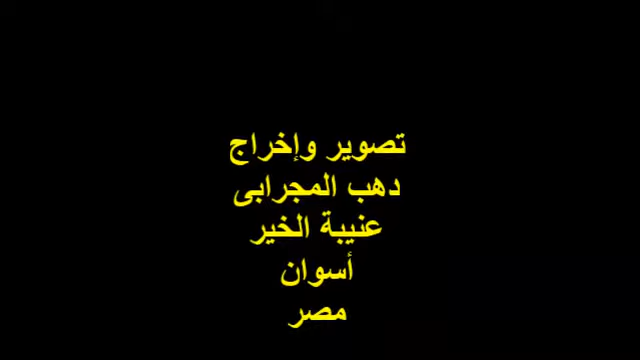 تصوير وإخراج
دهب المجرابى
عنيبة الخير
أسوان
مصر